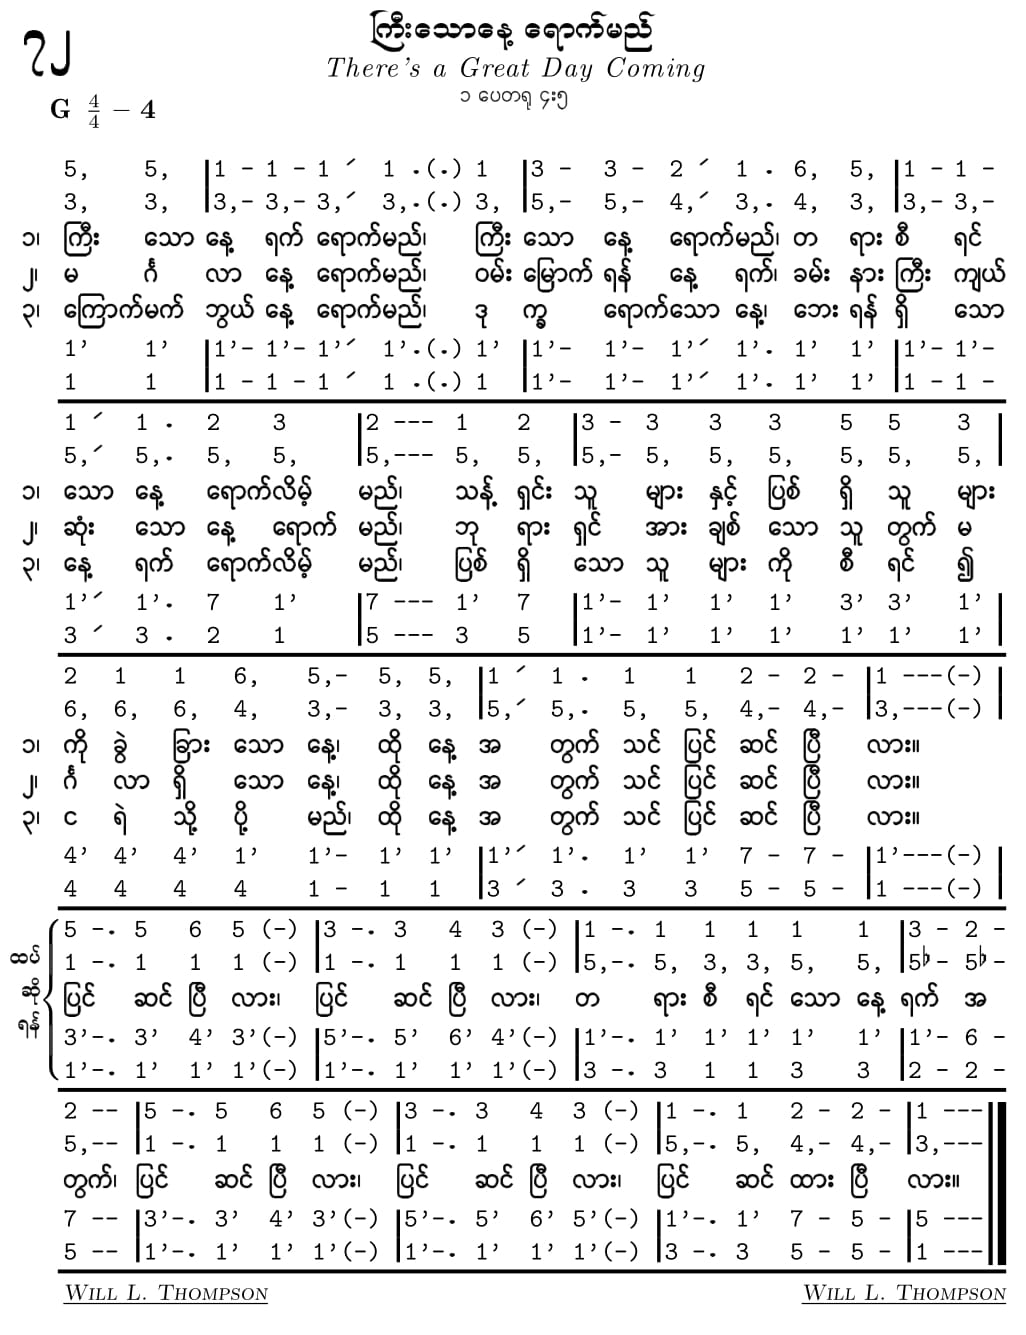 ၇၂
ကြီးသောနေ့ ရောက်မည်
There's a Great Day Coming
၁ ပေတရု ၄း၅
G 4/4 – 4
5, 5, |1 – 1 – 1 ׳ 1 .(.) 1 |3 – 3 – 2 ׳ 1 . 6, 5, |1 – 1 –
3, 3, |3,– 3,– 3,׳ 3,.(.) 3, |5,– 5,– 4,׳ 3,. 4, 3, |3,– 3,–
၁၊ ကြီး သော နေ့ ရက် ရောက်မည်၊ ကြီး သော နေ့ ရောက်မည်၊ တ ရား စီ ရင်
၂၊ မ င်္ဂ လာ နေ့ ရောက်မည်၊ ဝမ်း မြောက် ရန် နေ့ ရက်၊ ခမ်း နား ကြီး ကျယ်
၃၊ ကြောက်မက် ဘွယ် နေ့ ရောက်မည်၊ ဒု က္ခ ရောက်သော နေ့၊ ဘေး ရန် ရှိ သော
1’ 1’ |1’– 1’– 1’׳ 1’.(.) 1’ |1’– 1’– 1’׳ 1’. 1’ 1’ |1’– 1’–
1 1 |1 – 1 – 1 ׳ 1 .(.) 1 |1’– 1’– 1’׳ 1’. 1’ 1’ |1 – 1 –
1 ׳ 1 . 2 3 |2 ––– 1 2 |3 – 3 3 3 5 5 3 |
5,׳ 5,. 5, 5, |5,––– 5, 5, |5,– 5, 5, 5, 5, 5, 5, |
၁၊ သော နေ့ ရောက်လိမ့် မည်၊ သန့် ရှင်း သူ များ နှင့် ပြစ် ရှိ သူ များ
၂၊ ဆုံး သော နေ့ ရောက် မည်၊ ဘု ရား ရှင် အား ချစ် သော သူ တွက် မ
၃၊ နေ့ ရက် ရောက်လိမ့် မည်၊ ပြစ် ရှိ သော သူ များ ကို စီ ရင် ၍
1’׳ 1’. 7 1’ |7 ––– 1’ 7 |1’– 1’ 1’ 1’ 3’ 3’ 1’ |
3 ׳ 3 . 2 1 |5 ––– 3 5 |1’– 1’ 1’ 1’ 1’ 1’ 1’ |
2 1 1 6, 5,– 5, 5, |1 ׳ 1 . 1 1 2 – 2 – |1 –––(–) |
6, 6, 6, 4, 3,– 3, 3, |5,׳ 5,. 5, 5, 4,– 4,– |3,–––(–) |
၁၊ ကို ခွဲ ခြား သော နေ့၊ ထို နေ့ အ တွက် သင် ပြင် ဆင် ပြီ လား။
၂၊ င်္ဂ လာ ရှိ သော နေ့၊ ထို နေ့ အ တွက် သင် ပြင် ဆင် ပြီ လား။
၃၊ င ရဲ သို့ ပို့ မည်၊ ထို နေ့ အ တွက် သင် ပြင် ဆင် ပြီ လား။
4’ 4’ 4’ 1’ 1’– 1’ 1’ |1’׳ 1’. 1’ 1’ 7 – 7 – |1’–––(–) |
4 4 4 4 1 – 1 1 |3 ׳ 3 . 3 3 5 – 5 – |1 –––(–) |
ထပ် ဆို ရန်
5 –. 5 6 5 (–) |3 –. 3 4 3 (–) |1 –. 1 1 1 1 1 |3 – 2 –
1 –. 1 1 1 (–) |1 –. 1 1 1 (–) |5,–. 5, 3, 3, 5, 5, |5♭– 5♭–
ပြင် ဆင် ပြီ လား၊ ပြင် ဆင် ပြီ လား၊ တ ရား စီ ရင် သော နေ့ ရက် အ
3’–. 3’ 4’ 3’(–) |5’–. 5’ 6’ 4’(–) |1’–. 1’ 1’ 1’ 1’ 1’ |1’– 6 –
1’–. 1’ 1’ 1’(–) |1’–. 1’ 1’ 1’(–) |3 –. 3 1 1 3 3 |2 – 2 –
2 –– |5 –. 5 6 5 (–) |3 –. 3 4 3 (–) |1 –. 1 2 – 2 – |1 –––
5,–– |1 –. 1 1 1 (–) |1 –. 1 1 1 (–) |5,–. 5, 4,– 4,– |3,–––
တွက်၊ ပြင် ဆင် ပြီ လား၊ ပြင် ဆင် ပြီ လား၊ ပြင် ဆင် ထား ပြီ လား။
7 –– |3’–. 3’ 4’ 3’(–) |5’–. 5’ 6’ 5’(–) |1’–. 1’ 7 – 5 – |5 –––
5 –– |1’–. 1’ 1’ 1’(–) |1’–. 1’ 1’ 1’(–) |3 –. 3 5 – 5 – |1 –––
WILL L. THOMPSON WILL L. THOMPSON